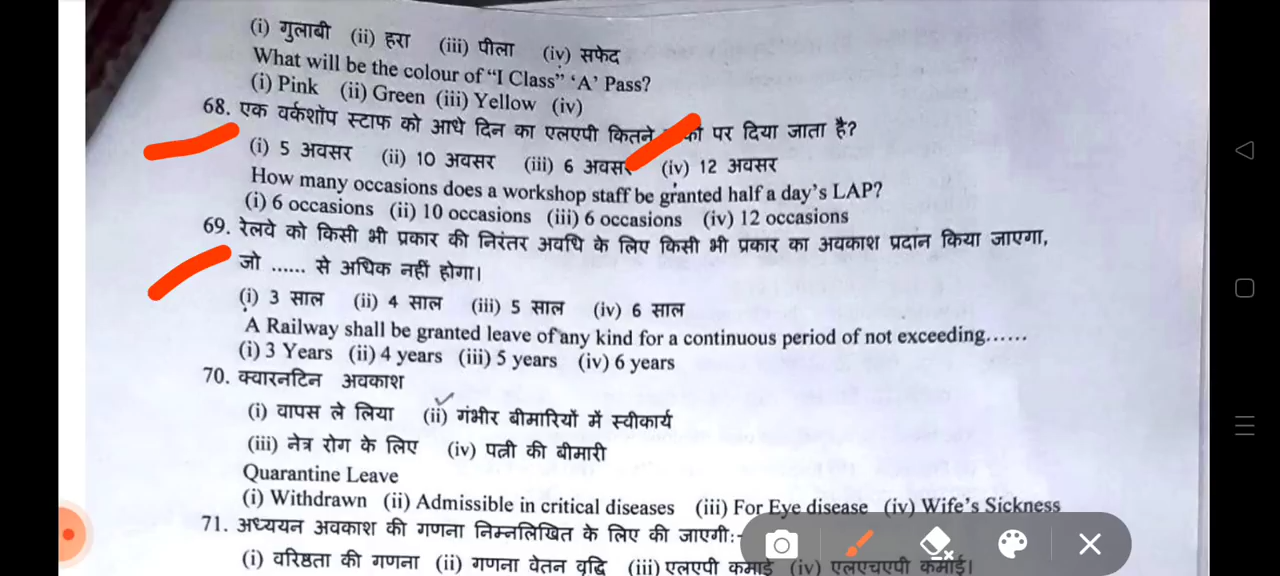 (i) गुलाबी (ii) हरा (iii) पीला (iv) सफेद
What will be the colour of “I Class” ‘A’ Pass?
(i) Pink (ii) Green (iii) Yellow (iv)
68. एक वर्कशॉप स्टाफ को आधे दिन का एलएपी कितने पर दिया जाता है?
(i) 5 अवसर (ii) 10 अवसर (iii) 6 अवसर (iv) 12 अवसर
How many occasions does a workshop staff be granted half a day’s LAP?
(i) 6 occasions (ii) 10 occasions (iii) 6 occasions (iv) 12 occasions
69. रेलवे को किसी भी प्रकार की निरंतर अवधि के लिए किसी भी प्रकार का अवकाश प्रदान किया जाएगा,
जो ...... से अधिक नहीं होगा।
(i) 3 साल (ii) 4 साल (iii) 5 साल (iv) 6 साल
A Railway shall be granted leave of any kind for a continuous period of not exceeding......
(i) 3 Years (ii) 4 years (iii) 5 years (iv) 6 years
70. क्वारनटिन अवकाश
(i) वापस ले लिया (ii) गंभीर बीमारियों में स्वीकार्य
(iii) नेत्र रोग के लिए (iv) पत्नी की बीमारी
Quarantine Leave
(i) Withdrawn (ii) Admissible in critical diseases (iii) For Eye disease (iv) Wife’s Sickness
71. अध्ययन अवकाश की गणना निम्नलिखित के लिए की जाएगी:-
(i) वरिष्ठता की गणना (ii) गणना वेतन वृद्धि (iii) एलएपी कमाई (iv) एलएचएपी कमाई।